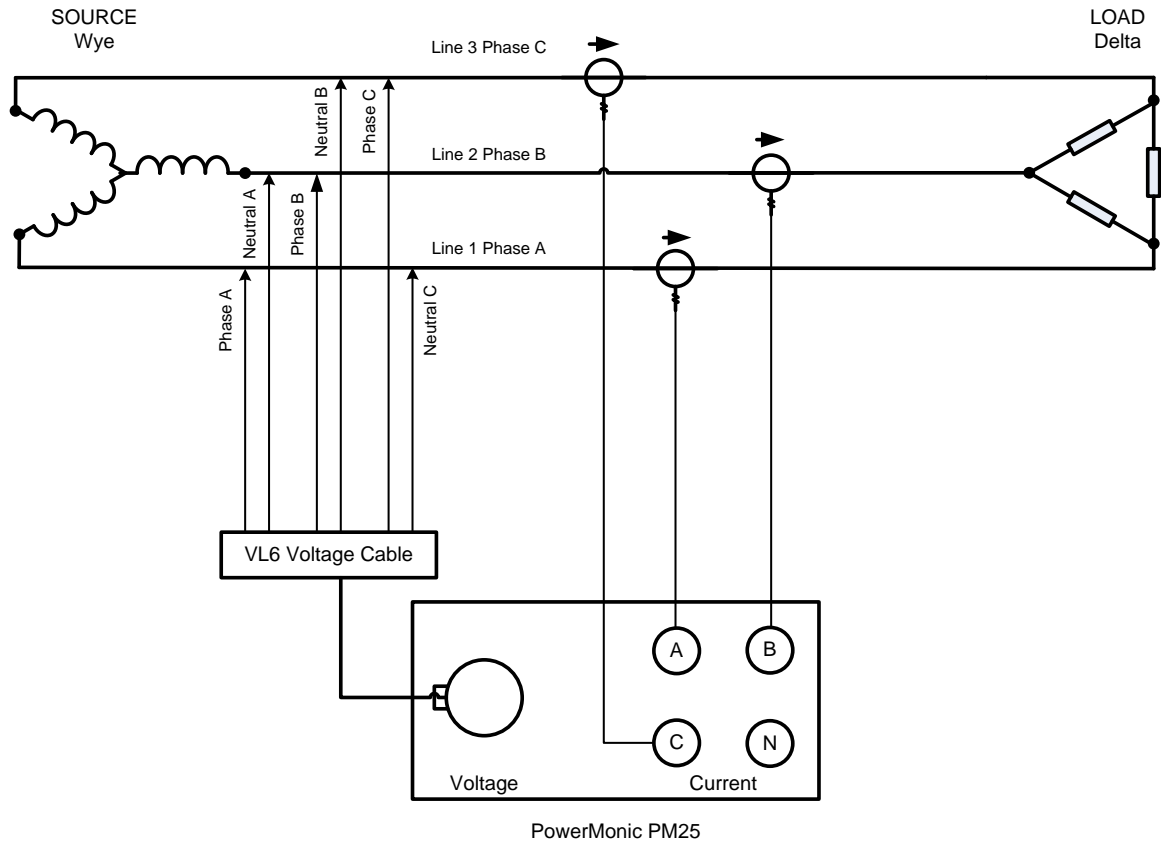 SOURCE
Wye
LOAD
Delta
Line 3 Phase C
Neutral B
Phase C
Line 2 Phase B
Neutral A
Phase B
Line 1 Phase A
Phase A
Neutral C
VL6 Voltage Cable
A
B
C
N
Voltage
Current
PowerMonic PM25